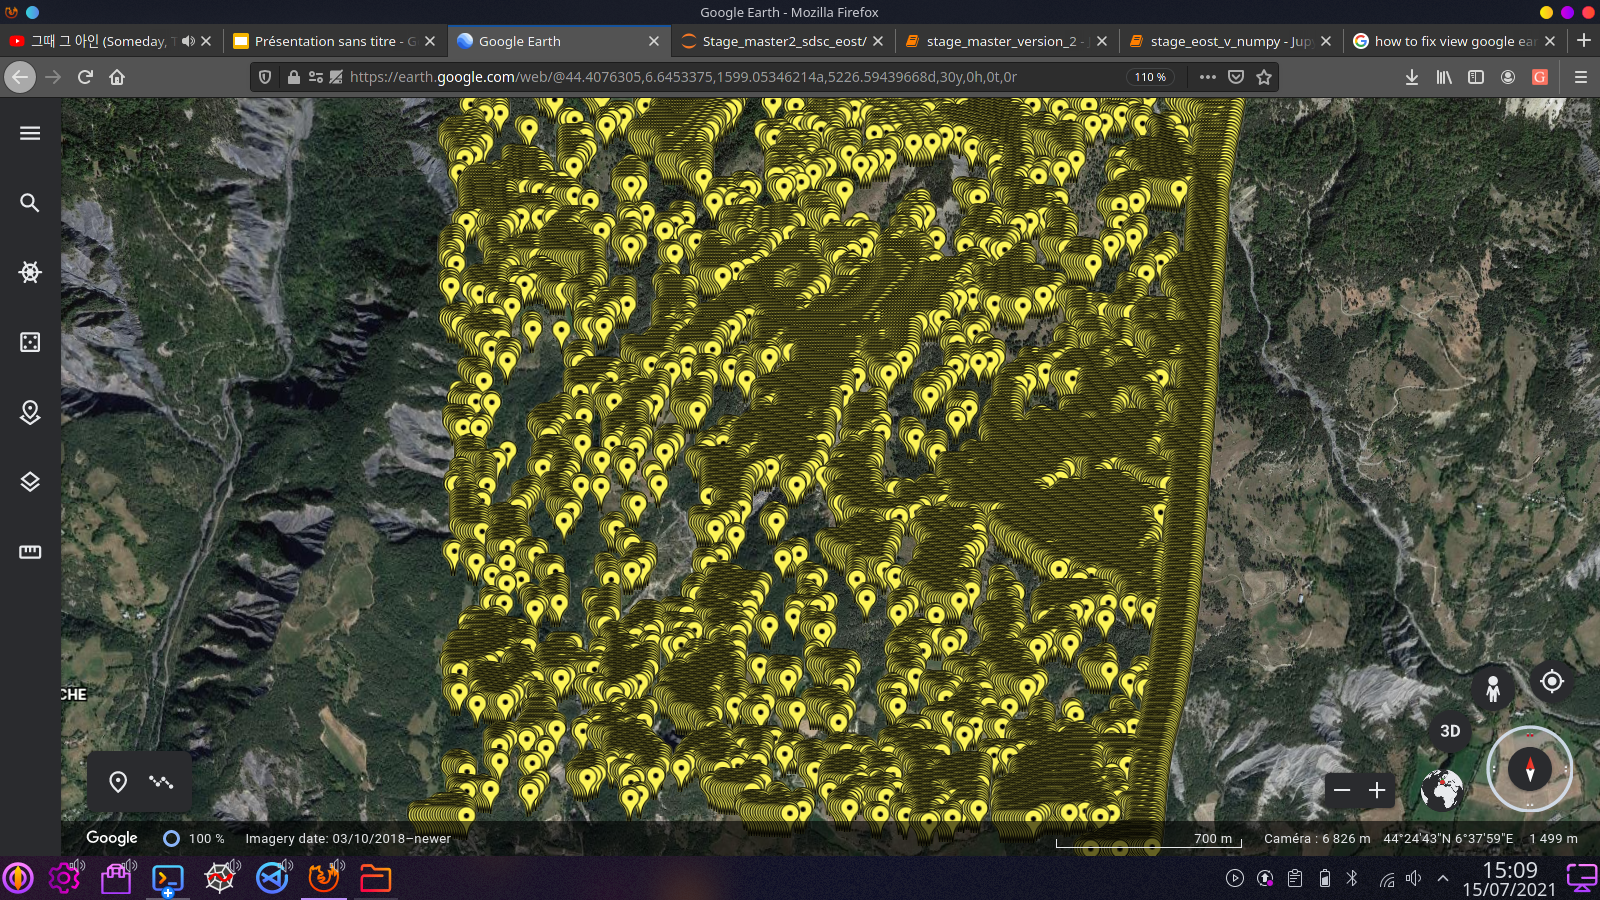 Google Earth - Mozilla Firefox
그때 그 아인 (Someday, T
Présentation sans titre - G
Google Earth
Stage_master2_sdsc_eost/
stage_master_version_2 - J
stage_eost_v_numpy - Jup
how to fix view google ear
https://earth.google.com/web/@44.4076305,6.6453375,1599.05346214a,5226.59439668d,30y,0h,0t,0r
110 %
CHE
3D
Google
100 %
Imagery date: 03/10/2018–newer
700 m
Caméra : 6 826 m
44°24'43"N 6°37'59"E
1 499 m
15:09
15/07/2021